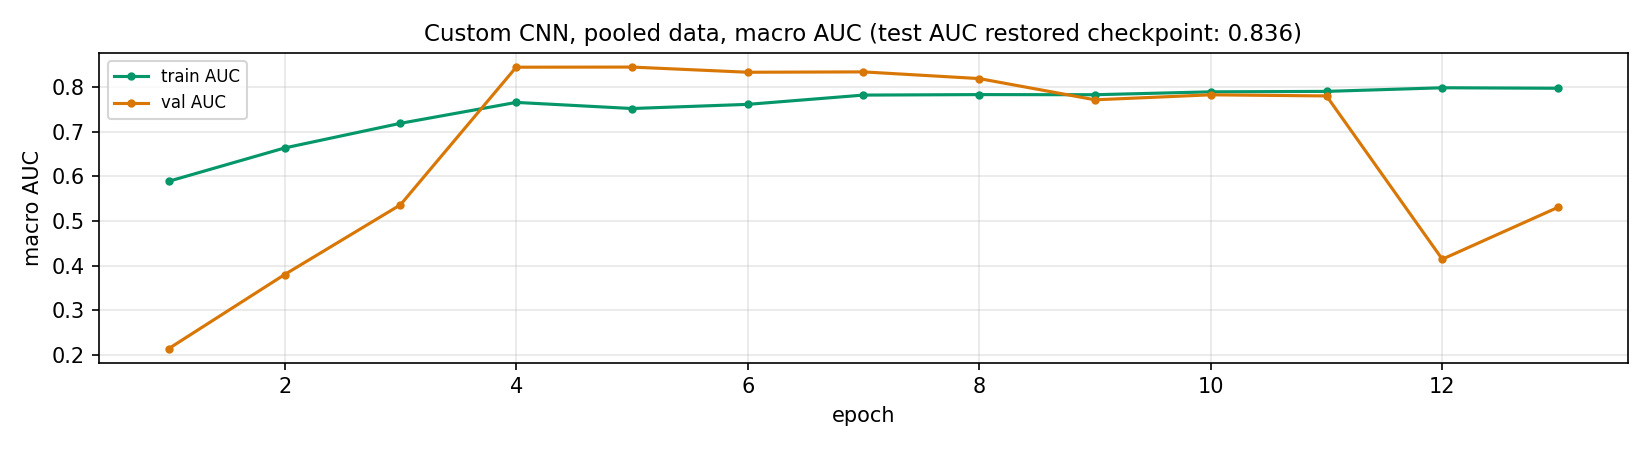 Custom CNN, pooled data, macro AUC (test AUC restored checkpoint: 0.836)
train AUC
val AUC
macro AUC
0.8
0.7
0.6
0.5
0.4
0.3
0.2
2 4 6 8 10 12
epoch